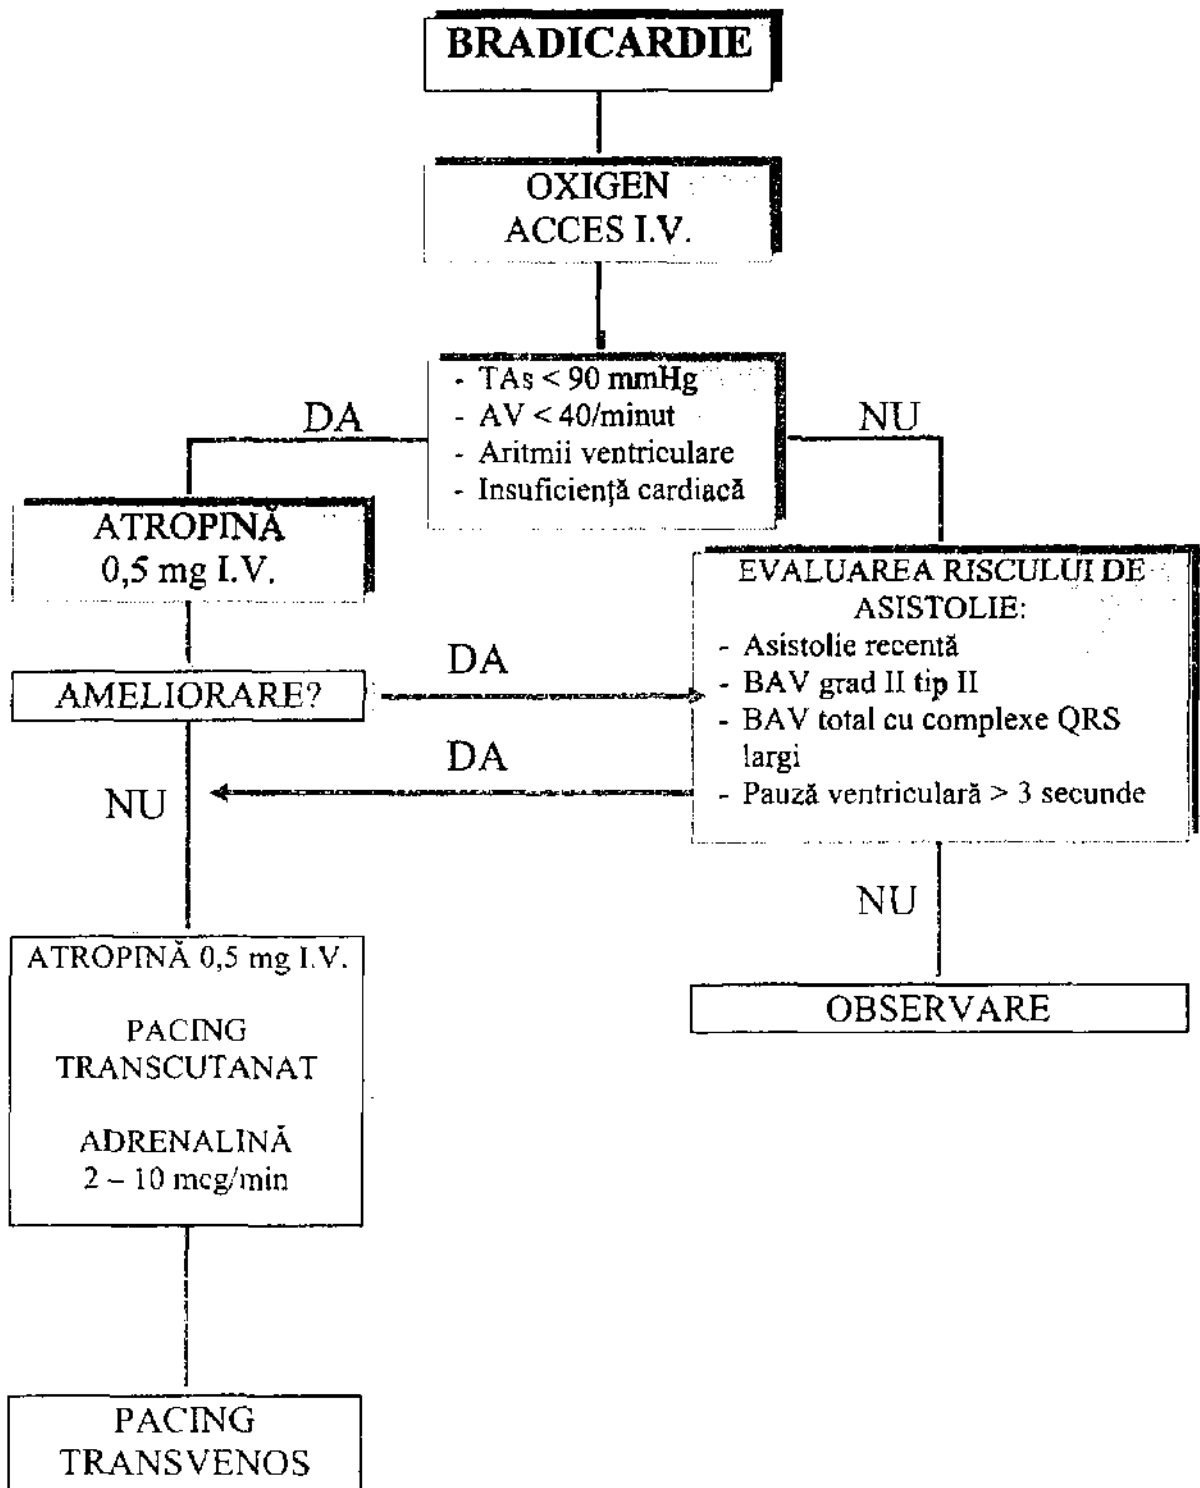 BRADICARDIE
OXIGEN
ACCES I.V.
- TAs < 90 mmHg
- AV < 40/minut
- Aritmii ventriculare
- Insuficiență cardiacă
DA
NU
ATROPINĂ
0,5 mg I.V.
EVALUAREA RISCULUI DE
ASISTOLIE:
- Asistolie recentă
- BAV grad II tip II
- BAV total cu complexe QRS
largi
- Pauză ventriculară > 3 secunde
AMELIORARE?
DA
DA
NU
NU
ATROPINĂ 0,5 mg I.V.
PACING
TRANSCUTANAT
ADRENALINĂ
2 – 10 mcg/min
OBSERVARE
PACING
TRANSVENOS